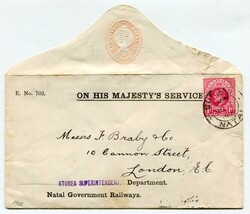 E. No. 702.
ON HIS MAJESTY'S SERVICE
Messrs F. Braby & Co.
10 Cannon Street,
London, E.C.
STORES SUPERINTENDENT, Department.
Natal Government Railways.
NATAL